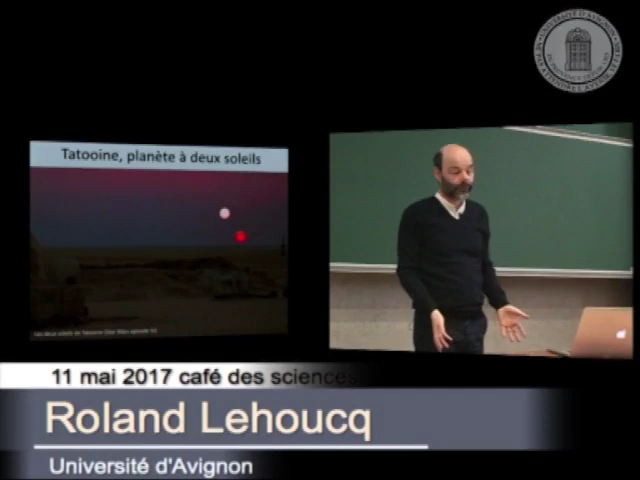 Tatooine, planète à deux soleils
11 mai 2017 café des sciences
Roland Lehoucq
Université d'Avignon